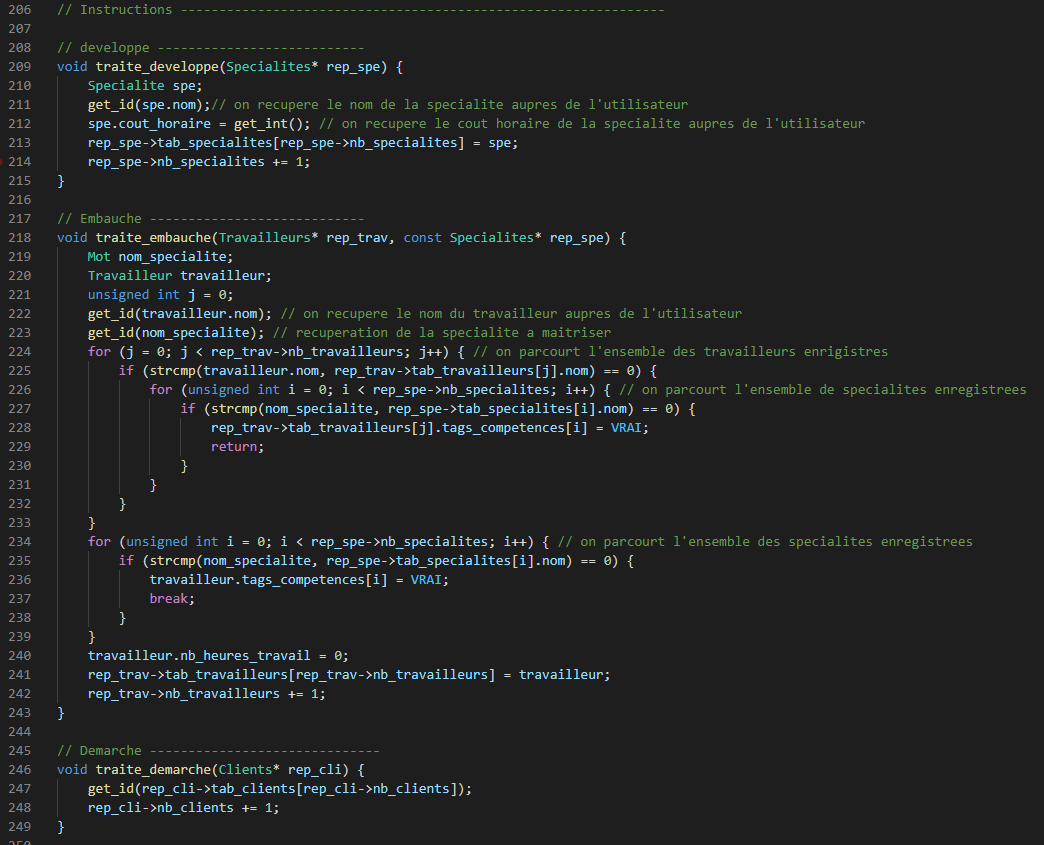 206 // Instructions ---------------------------------------------------------------
207
208 // developpe ---------------------------
209 void traite_developpe(Specialites* rep_spe) {
210     Specialite spe;
211     get_id(spe.nom);// on recupere le nom de la specialite aupres de l'utilisateur
212     spe.cout_horaire = get_int(); // on recupere le cout horaire de la specialite aupres de l'utilisateur
213     rep_spe->tab_specialites[rep_spe->nb_specialites] = spe;
214     rep_spe->nb_specialites += 1;
215 }
216
217 // Embauche ----------------------------
218 void traite_embauche(Travailleurs* rep_trav, const Specialites* rep_spe) {
219     Mot nom_specialite;
220     Travailleur travailleur;
221     unsigned int j = 0;
222     get_id(travailleur.nom); // on recupere le nom du travailleur aupres de l'utilisateur
223     get_id(nom_specialite); // recuperation de la specialite a maitriser
224     for (j = 0; j < rep_trav->nb_travailleurs; j++) { // on parcourt l'ensemble des travailleurs enrigistres
225         if (strcmp(travailleur.nom, rep_trav->tab_travailleurs[j].nom) == 0) {
226             for (unsigned int i = 0; i < rep_spe->nb_specialites; i++) { // on parcourt l'ensemble de specialites enregistrees
227                 if (strcmp(nom_specialite, rep_spe->tab_specialites[i].nom) == 0) {
228                     rep_trav->tab_travailleurs[j].tags_competences[i] = VRAI;
229                     return;
230                 }
231             }
232         }
233     }
234     for (unsigned int i = 0; i < rep_spe->nb_specialites; i++) { // on parcourt l'ensemble des specialites enregistrees
235         if (strcmp(nom_specialite, rep_spe->tab_specialites[i].nom) == 0) {
236             travailleur.tags_competences[i] = VRAI;
237             break;
238         }
239     }
240     travailleur.nb_heures_travail = 0;
241     rep_trav->tab_travailleurs[rep_trav->nb_travailleurs] = travailleur;
242     rep_trav->nb_travailleurs += 1;
243 }
244
245 // Demarche ------------------------------
246 void traite_demarche(Clients* rep_cli) {
247     get_id(rep_cli->tab_clients[rep_cli->nb_clients]);
248     rep_cli->nb_clients += 1;
249 }